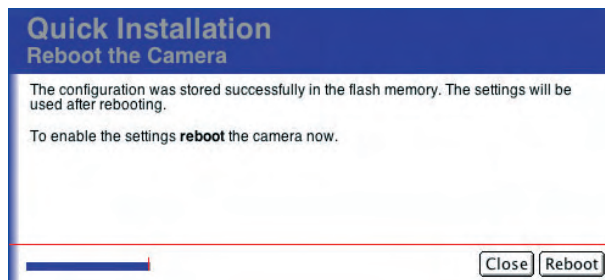 Quick Installation
Reboot the Camera
The configuration was stored successfully in the flash memory. The settings will be
used after rebooting.
To enable the settings reboot the camera now.
Close Reboot